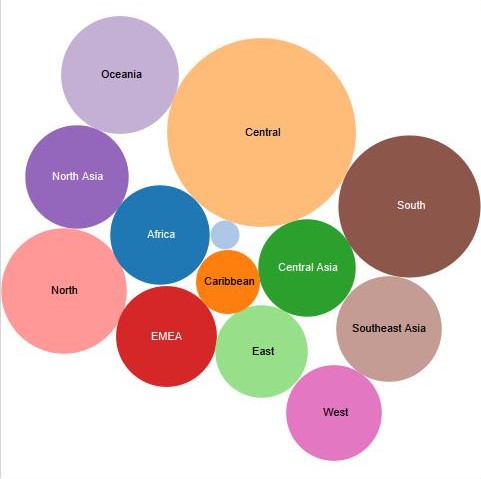 Oceania
Central
North Asia
South
Africa
Central Asia
Caribbean
North
Southeast Asia
EMEA
East
West